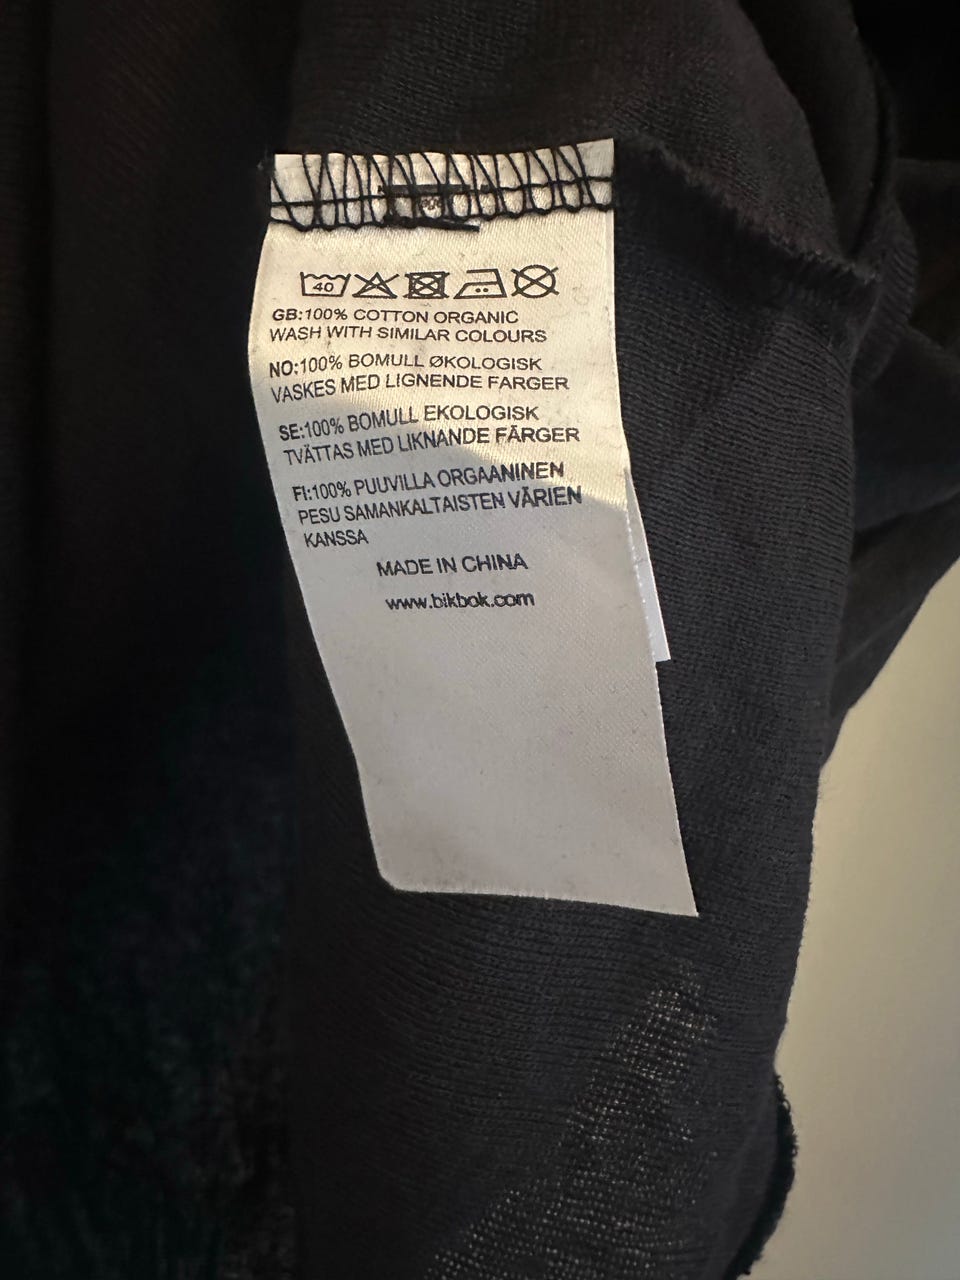 40
GB:100% COTTON ORGANIC
WASH WITH SIMILAR COLOURS
NO:100% BOMULL ØKOLOGISK
VASKES MED LIGNENDE FARGER
SE:100% BOMULL EKOLOGISK
TVÄTTAS MED LIKNANDE FÄRGER
FI:100% PUUVILLA ORGAANINEN
PESU SAMANKALTAISTEN VÄRIEN
KANSSA
MADE IN CHINA
www.bikbok.com